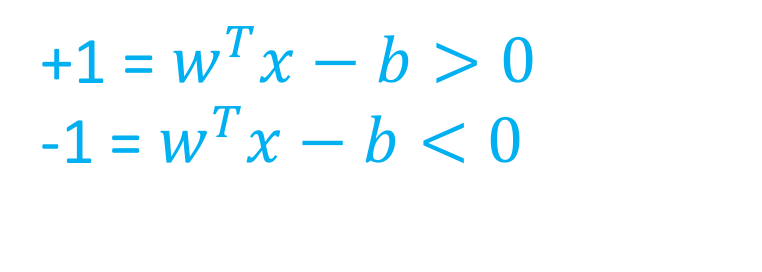 +1 = wᵀx − b > 0
-1 = wᵀx − b < 0